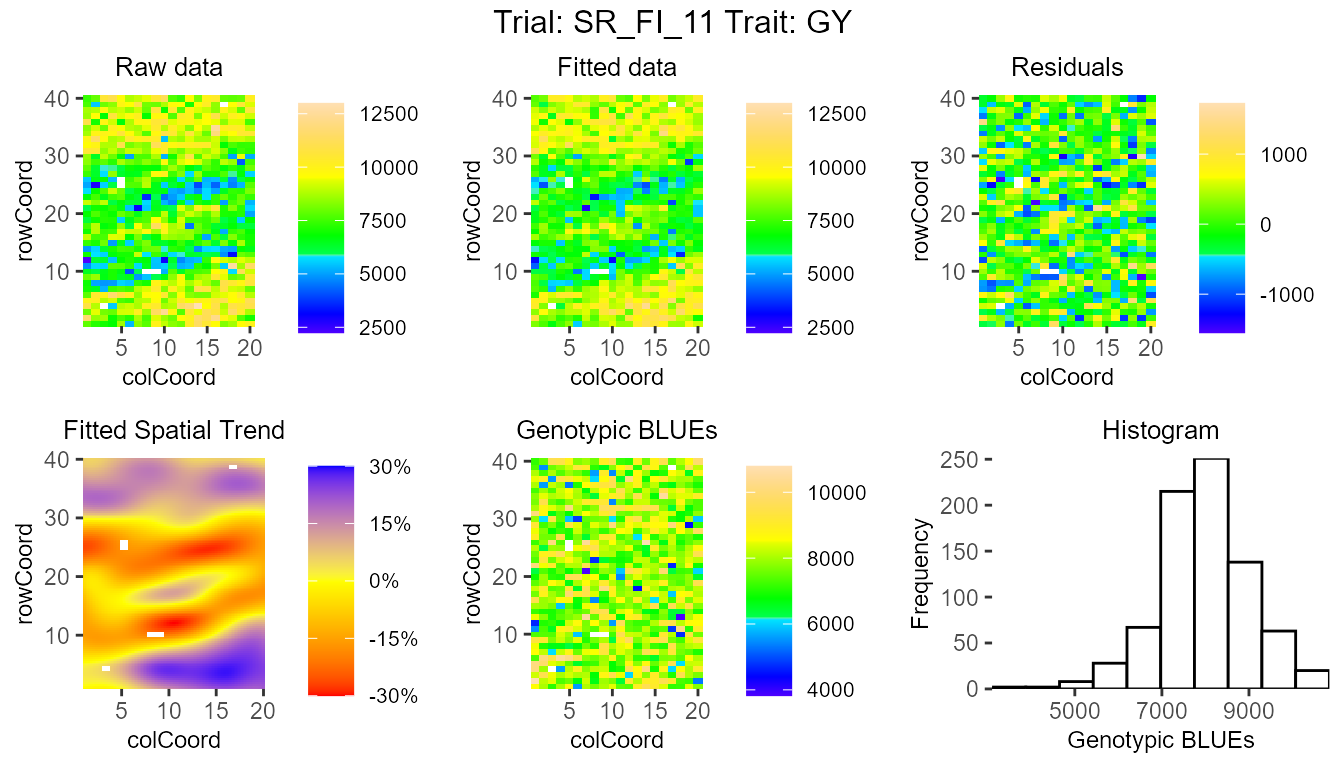 Trial: SR_FI_11 Trait: GY
Raw data
40
30
20
10
5 10 15 20
rowCoord
colCoord
12500
10000
7500
5000
2500
Fitted data
40
30
20
10
5 10 15 20
rowCoord
colCoord
12500
10000
7500
5000
2500
Residuals
40
30
20
10
5 10 15 20
rowCoord
colCoord
1000
0
-1000
Fitted Spatial Trend
40
30
20
10
5 10 15 20
rowCoord
colCoord
30%
15%
0%
-15%
-30%
Genotypic BLUEs
40
30
20
10
5 10 15 20
rowCoord
colCoord
10000
8000
6000
4000
Histogram
250
200
150
100
50
0
5000 7000 9000
Frequency
Genotypic BLUEs